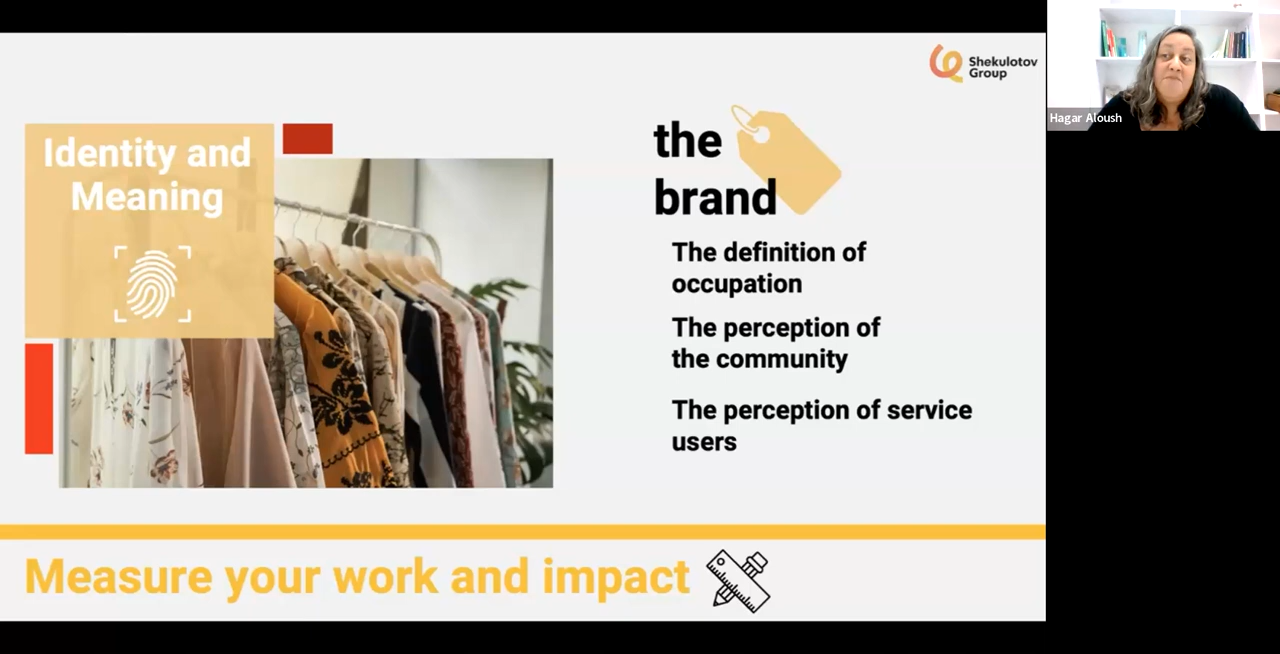 Shekulotov
Group
Hagar Aloush
Identity and
Meaning
the
brand
The definition of
occupation
The perception of
the community
The perception of service
users
Measure your work and impact